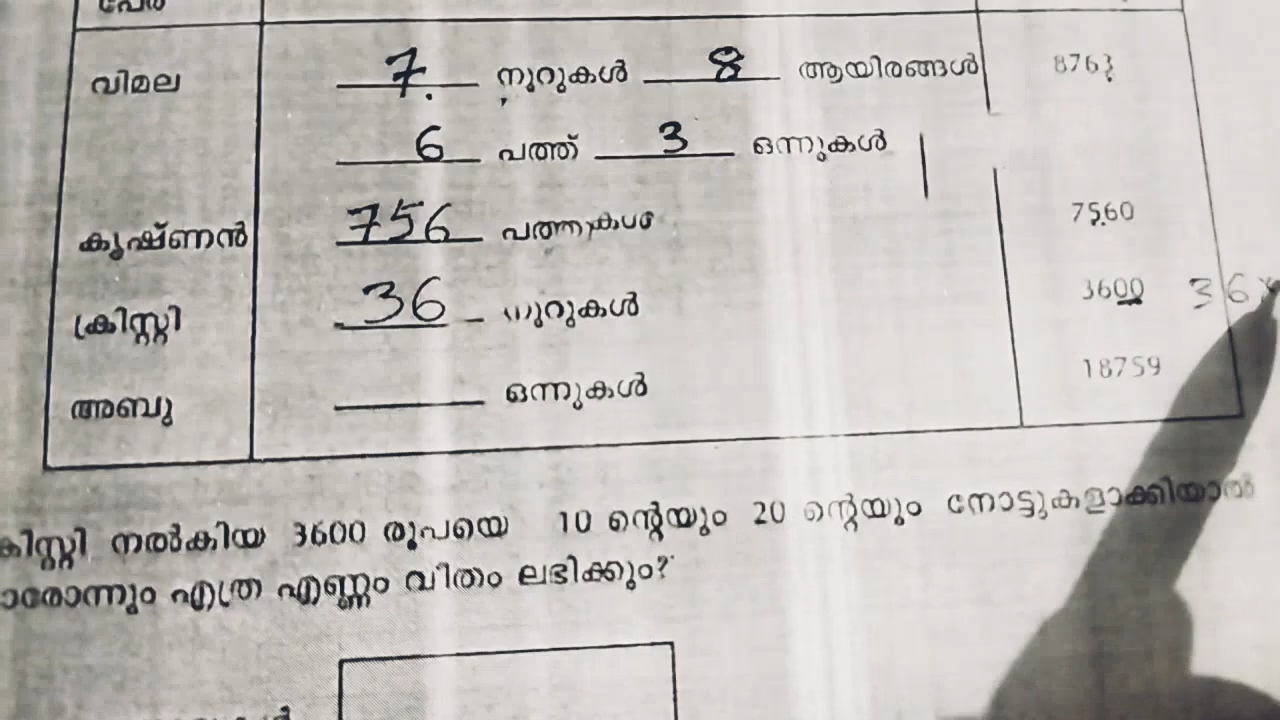 പേര്
വിമല 7 നൂറുകൾ 8 ആയിരങ്ങൾ 8763
6 പത്ത് 3 ഒന്നുകൾ
കൃഷ്ണൻ 756 പത്തുകൾ 7560
ക്രിസ്റ്റി 36 നൂറുകൾ 3600 36×
അബു ഒന്നുകൾ 18759
കിസ്റ്റി നൽകിയ 3600 രൂപയെ 10 ന്റെയും 20 ന്റെയും നോട്ടുകളാക്കിയാൽ
ാരോന്നും എത്ര എണ്ണം വിതം ലഭിക്കും?